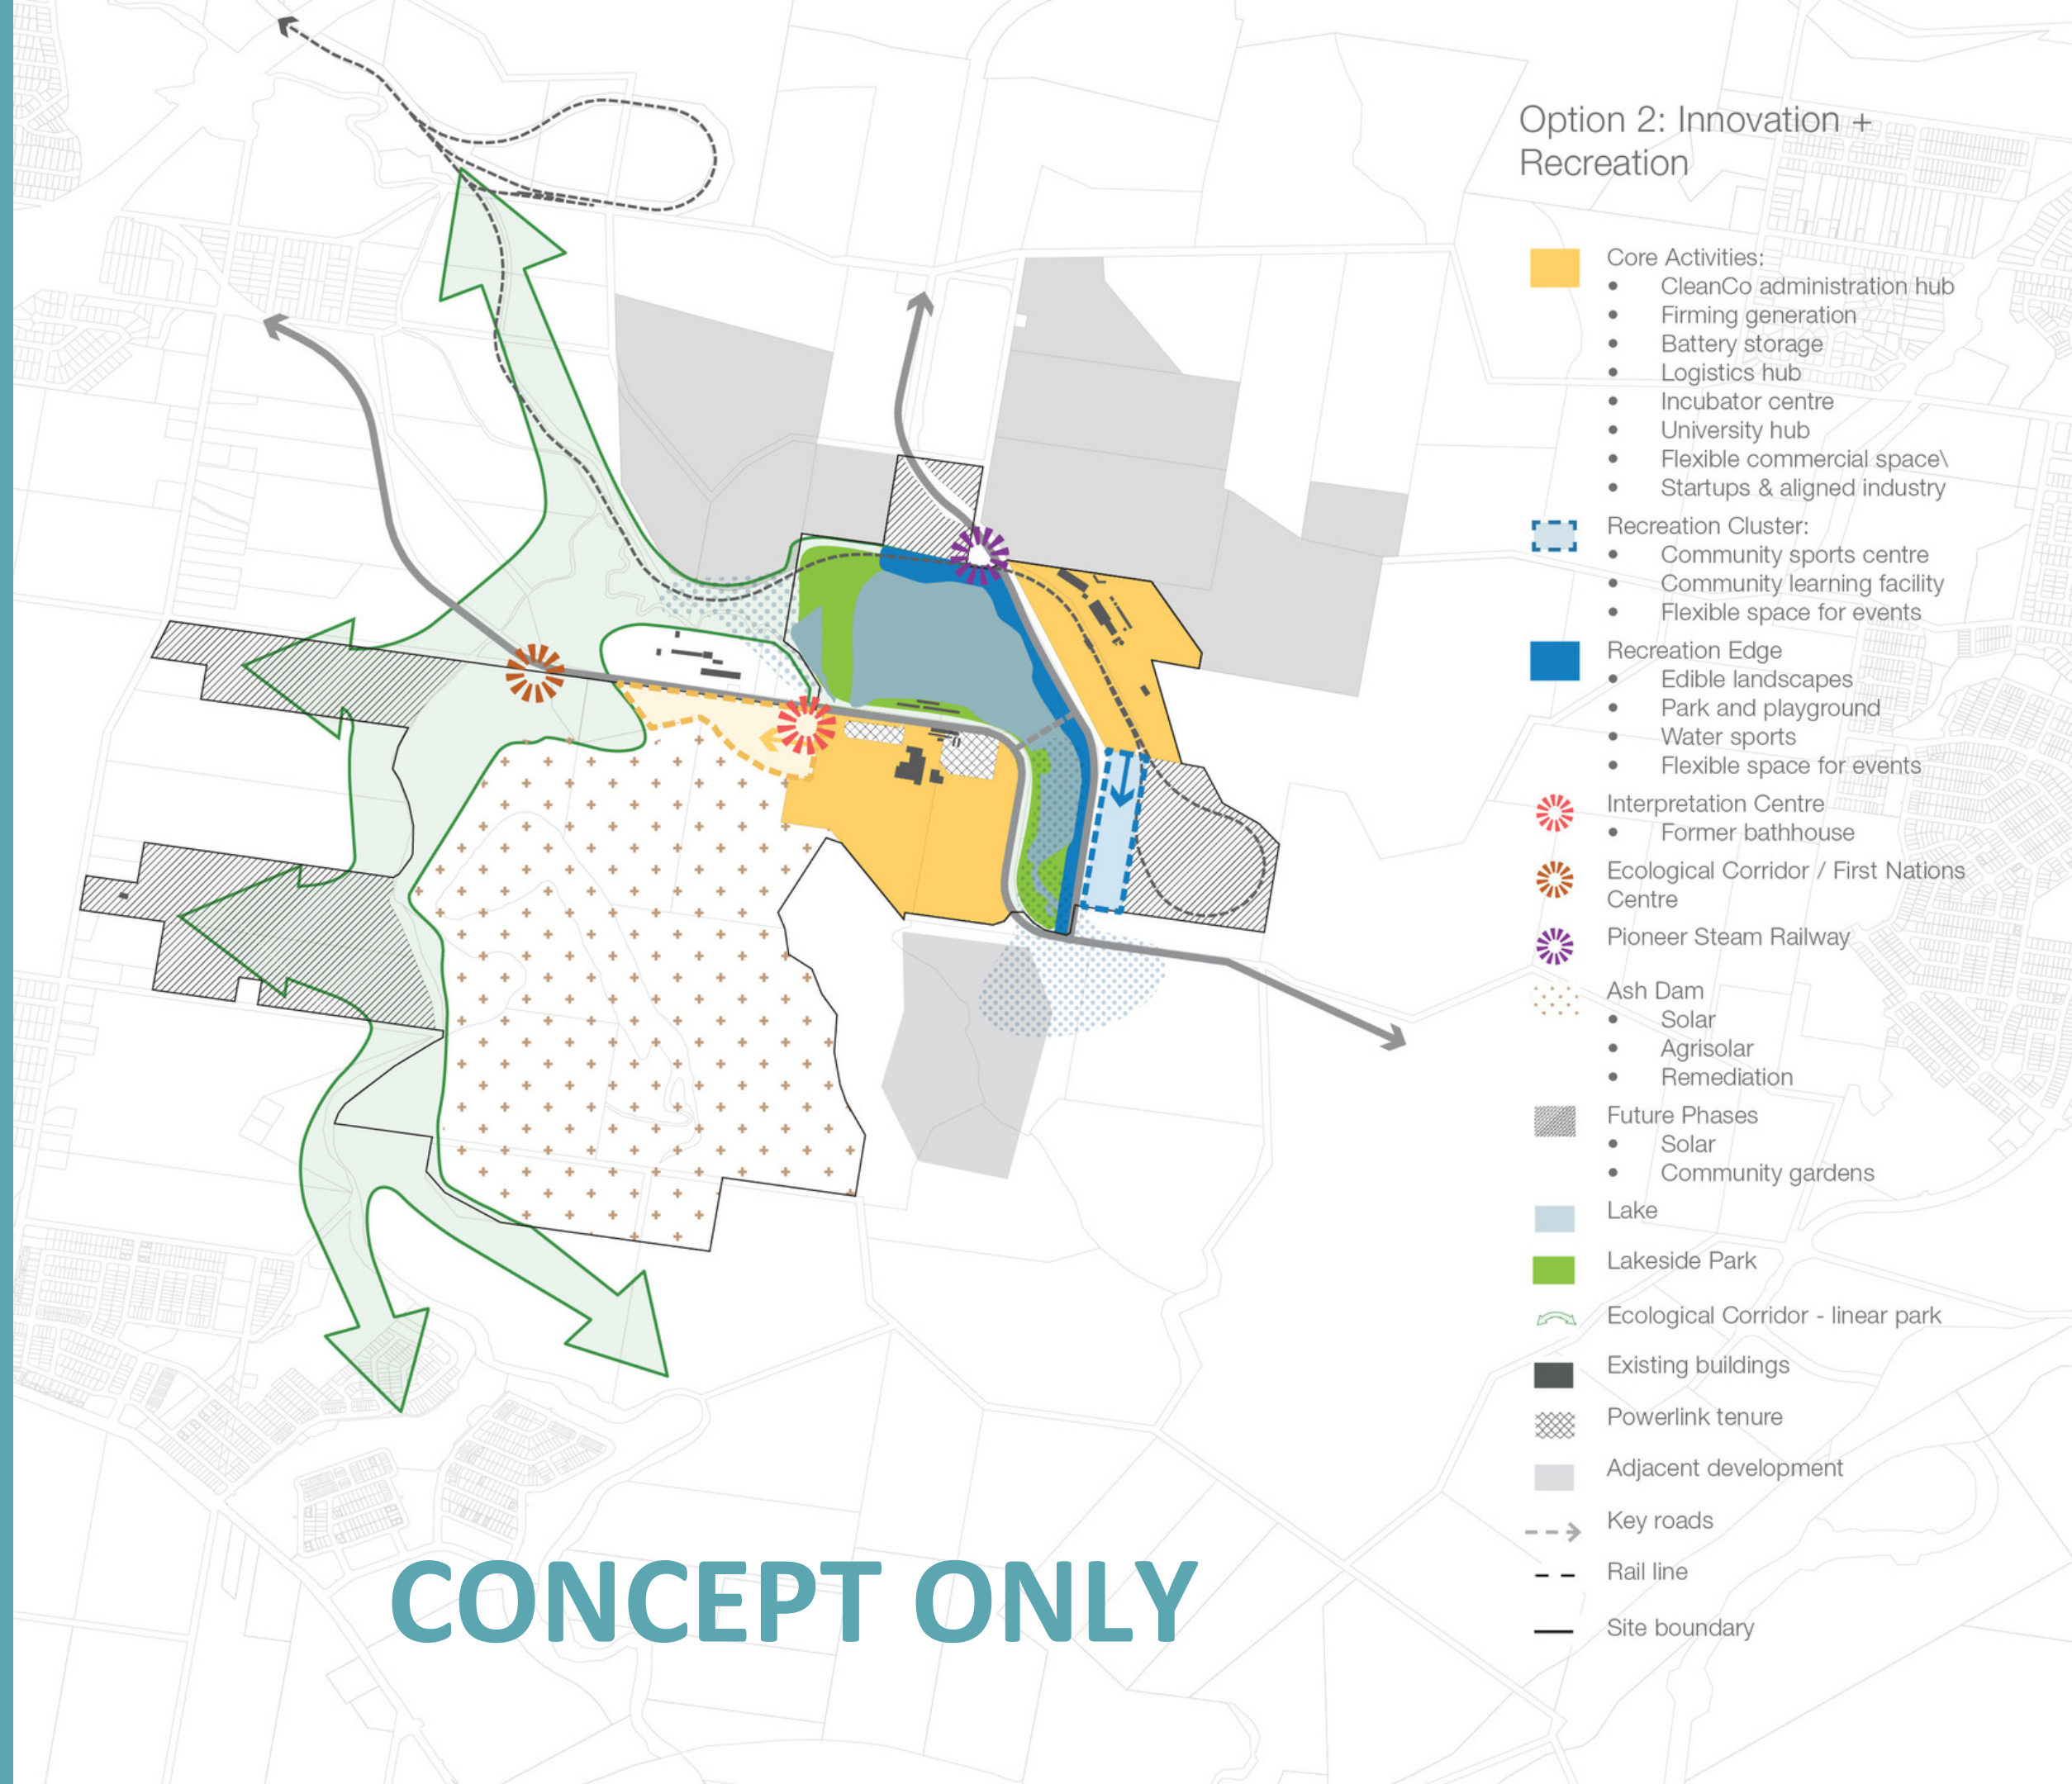 Option 2: Innovation +
Recreation
Core Activities:
• CleanCo administration hub
• Firming generation
• Battery storage
• Logistics hub
• Incubator centre
• University hub
• Flexible commercial space\
• Startups & aligned industry
Recreation Cluster:
• Community sports centre
• Community learning facility
• Flexible space for events
Recreation Edge
• Edible landscapes
• Park and playground
• Water sports
• Flexible space for events
Interpretation Centre
• Former bathhouse
Ecological Corridor / First Nations
Centre
Pioneer Steam Railway
Ash Dam
• Solar
• Agrisolar
• Remediation
Future Phases
• Solar
• Community gardens
Lake
Lakeside Park
Ecological Corridor - linear park
Existing buildings
Powerlink tenure
Adjacent development
Key roads
Rail line
Site boundary
CONCEPT ONLY